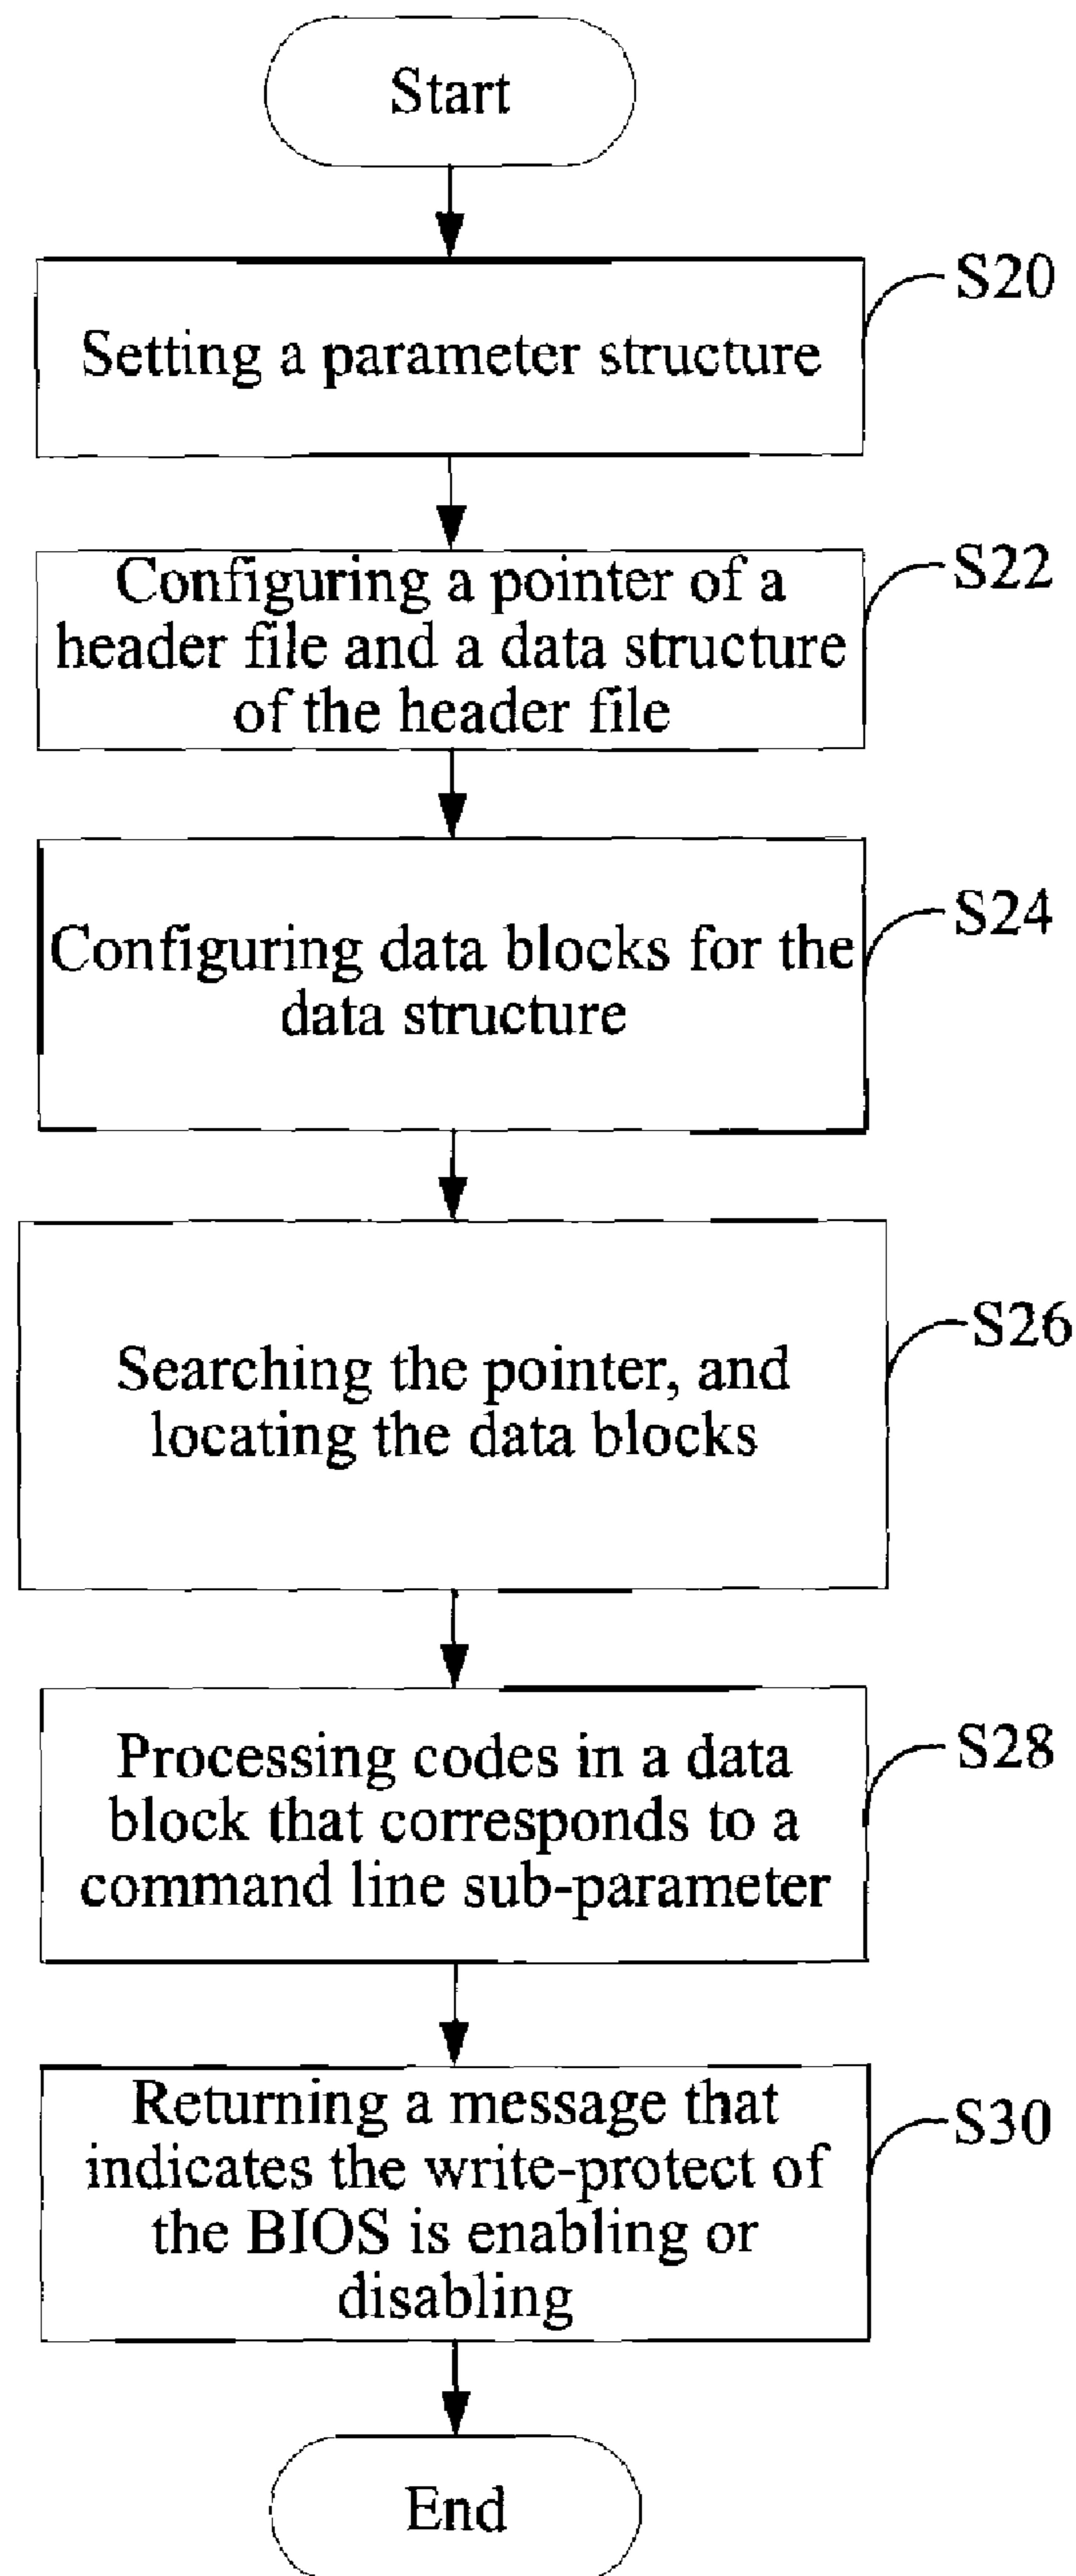 Start
S20
Setting a parameter structure
S22
Configuring a pointer of a
header file and a data structure
of the header file
S24
Configuring data blocks for the
data structure
S26
Searching the pointer, and
locating the data blocks
S28
Processing codes in a data
block that corresponds to a
command line sub-parameter
S30
Returning a message that
indicates the write-protect of
the BIOS is enabling or
disabling
End